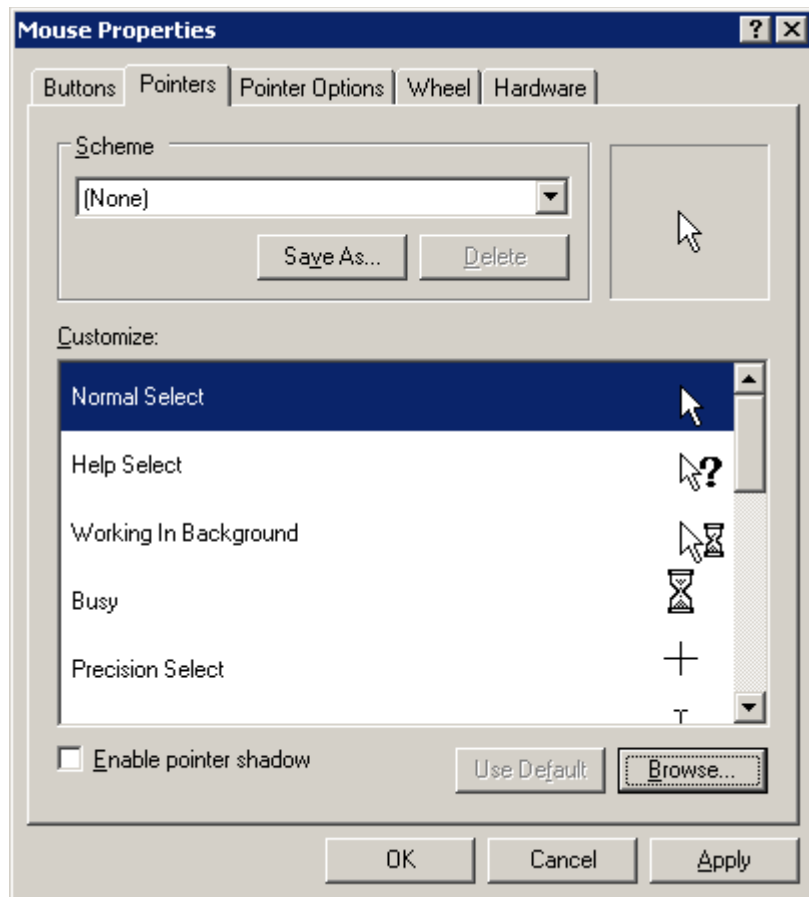 Mouse Properties
Buttons Pointers Pointer Options Wheel Hardware
Scheme
(None)
Save As... Delete
Customize:
Normal Select
Help Select
Working In Background
Busy
Precision Select
Enable pointer shadow
Use Default Browse...
OK Cancel Apply